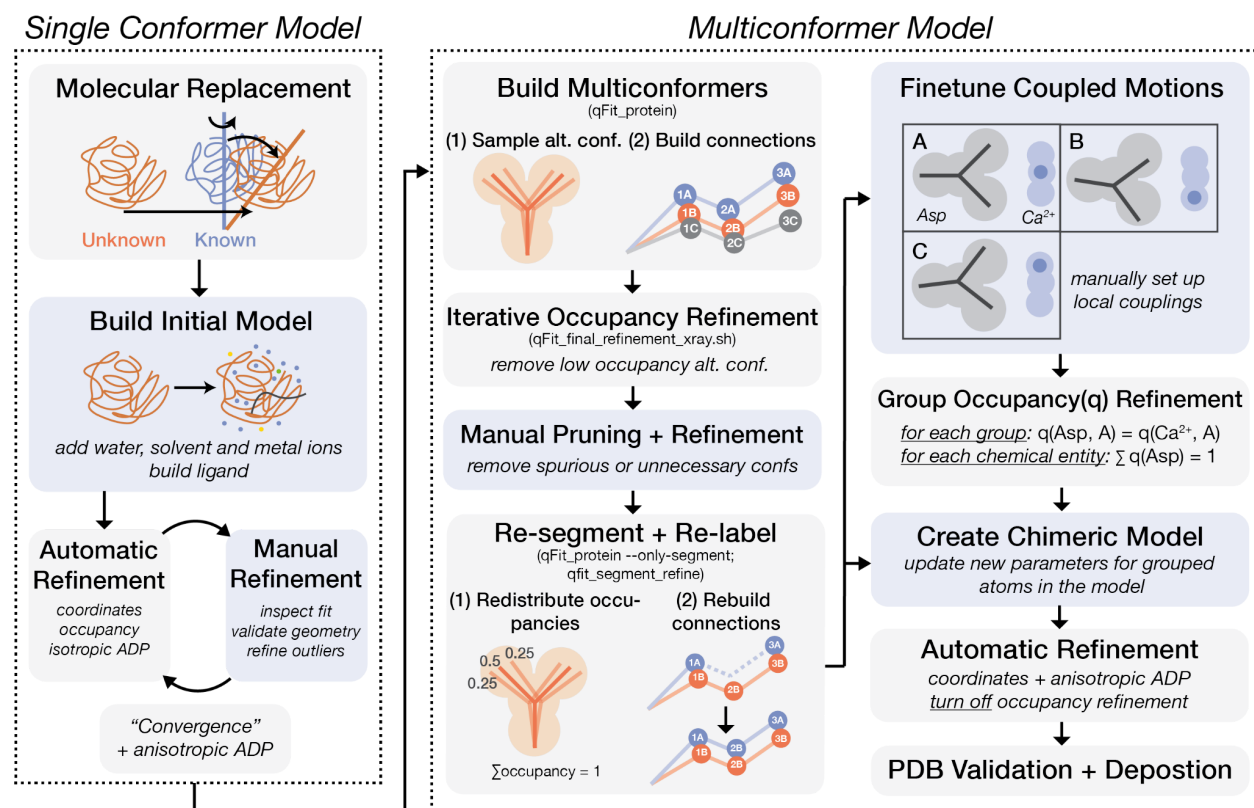 Single Conformer Model
Molecular Replacement
Unknown
Known
Build Initial Model
add water, solvent and metal ions
build ligand
Automatic
Refinement
coordinates
occupancy
isotropic ADP
Manual
Refinement
inspect fit
validate geometry
refine outliers
“Convergence”
+ anisotropic ADP
Multiconformer Model
Build Multiconformers
(qFit_protein)
(1) Sample alt. conf.
(2) Build connections
1A
2A
3A
1B
2B
3B
1C
2C
3C
Iterative Occupancy Refinement
(qFit_final_refinement_xray.sh)
remove low occupancy alt. conf.
Manual Pruning + Refinement
remove spurious or unnecessary confs
Re-segment + Re-label
(qFit_protein --only-segment;
qfit_segment_refine)
(1) Redistribute occu-
pancies
0.25
0.5
0.25
∑occupancy = 1
(2) Rebuild
connections
1A
3A
1B
2B
3B
1A
2B
3A
1B
2B
3B
Finetune Coupled Motions
A
Asp
Ca²⁺
B
C
manually set up
local couplings
Group Occupancy(q) Refinement
for each group: q(Asp, A) = q(Ca²⁺, A)
for each chemical entity: ∑ q(Asp) = 1
Create Chimeric Model
update new parameters for grouped
atoms in the model
Automatic Refinement
coordinates + anisotropic ADP
turn off occupancy refinement
PDB Validation + Depostion